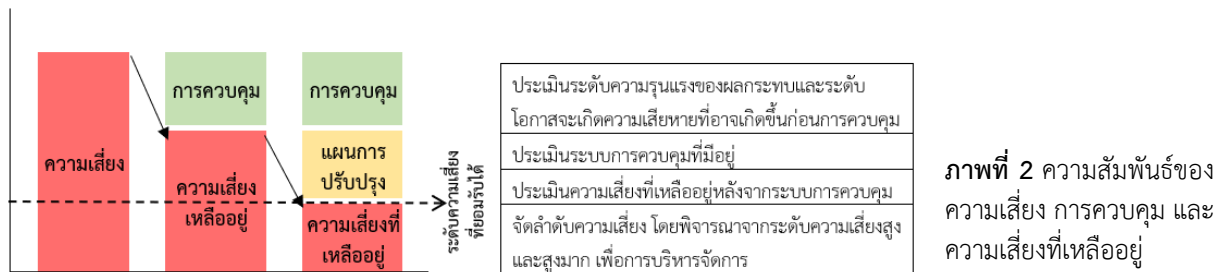 ความเสี่ยง
การควบคุม
ความเสี่ยง
เหลืออยู่
การควบคุม
แผนการ
ปรับปรุง
ความเสี่ยงที่
เหลืออยู่
ระดับความเสี่ยง
ที่ยอมรับได้
ประเมินระดับความรุนแรงของผลกระทบและระดับ
โอกาสจะเกิดความเสียหายที่อาจเกิดขึ้นก่อนการควบคุม
ประเมินระบบการควบคุมที่มีอยู่
ประเมินความเสี่ยงที่เหลืออยู่หลังจากระบบการควบคุม
จัดลำดับความเสี่ยง โดยพิจารณาจากระดับความเสี่ยงสูง
และสูงมาก เพื่อการบริหารจัดการ
ภาพที่ 2 ความสัมพันธ์ของ
ความเสี่ยง การควบคุม และ
ความเสี่ยงที่เหลืออยู่